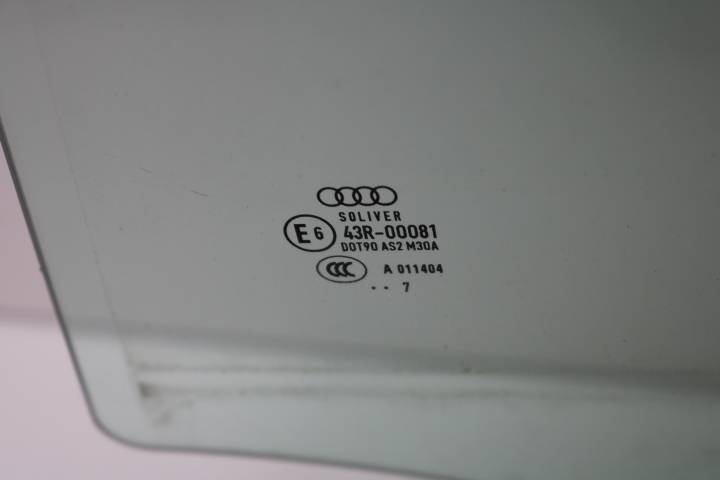 SOLIVER
E6 43R-00081
DOT90 AS2 M30A
CCC A 011404
.. 7